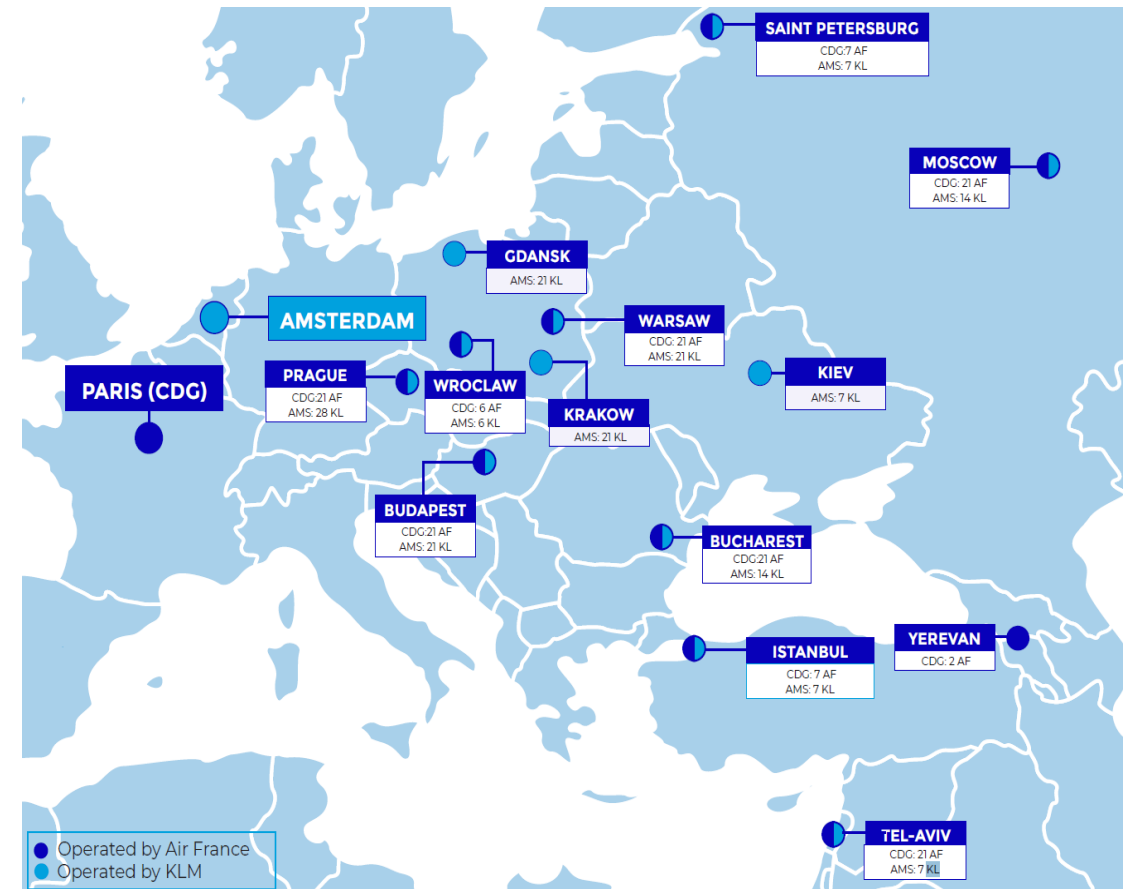 SAINT PETERSBURG
CDG:7 AF
AMS: 7 KL
MOSCOW
CDG: 21 AF
AMS: 14 KL
GDANSK
AMS: 21 KL
AMSTERDAM
WARSAW
CDG: 21 AF
AMS: 21 KL
PARIS (CDG)
PRAGUE
CDG:21 AF
AMS: 28 KL
WROCLAW
CDG: 6 AF
AMS: 6 KL
KRAKOW
AMS: 21 KL
KIEV
AMS: 7 KL
BUDAPEST
CDG:21 AF
AMS: 21 KL
BUCHAREST
CDG:21 AF
AMS: 14 KL
ISTANBUL
CDG: 7 AF
AMS: 7 KL
YEREVAN
CDG: 2 AF
TEL-AVIV
CDG: 21 AF
AMS: 7 KL
Operated by Air France
Operated by KLM